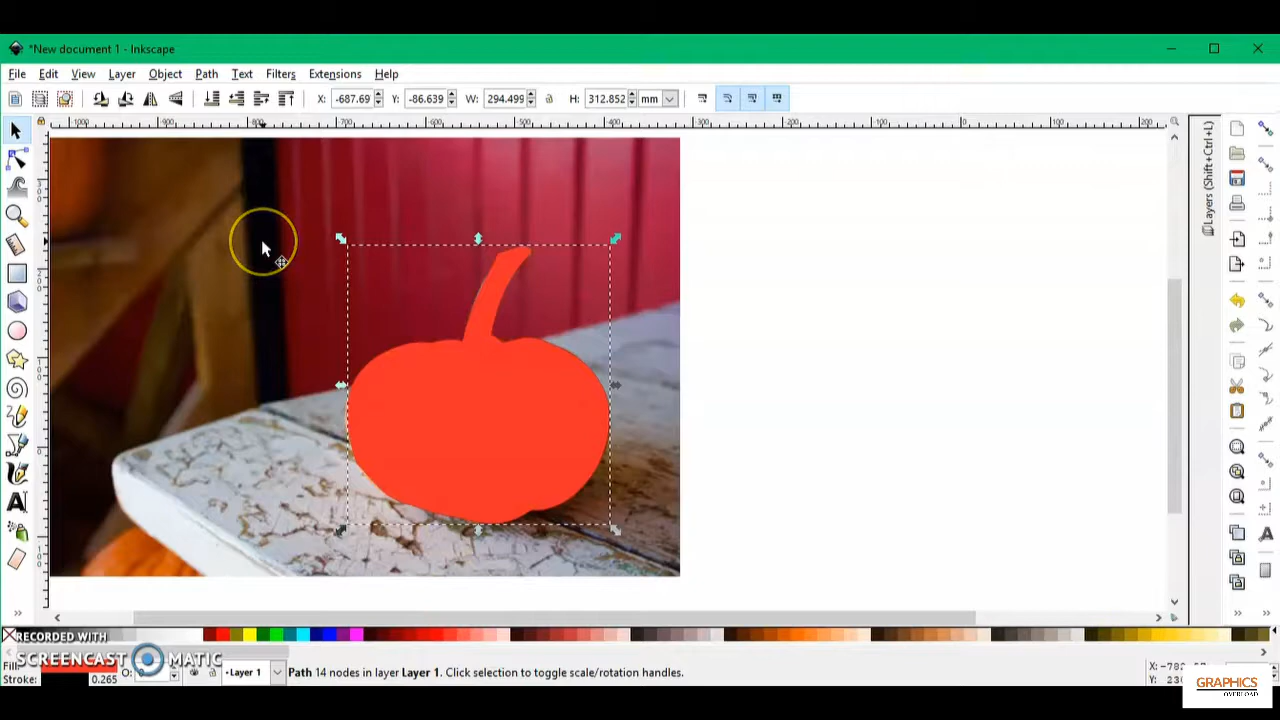 *New document 1 - Inkscape
File Edit View Layer Object Path Text Filters Extensions Help
X: -687.69 Y: -86.639 W: 294.499 H: 312.852 mm
Layers (Shift+Ctrl+L)
RECORDED WITH
SCREENCAST MATIC
Fill:
Stroke: 0.265 O: Layer 1 Path 14 nodes in layer Layer 1. Click selection to toggle scale/rotation handles.
GRAPHICS
OVERLOAD